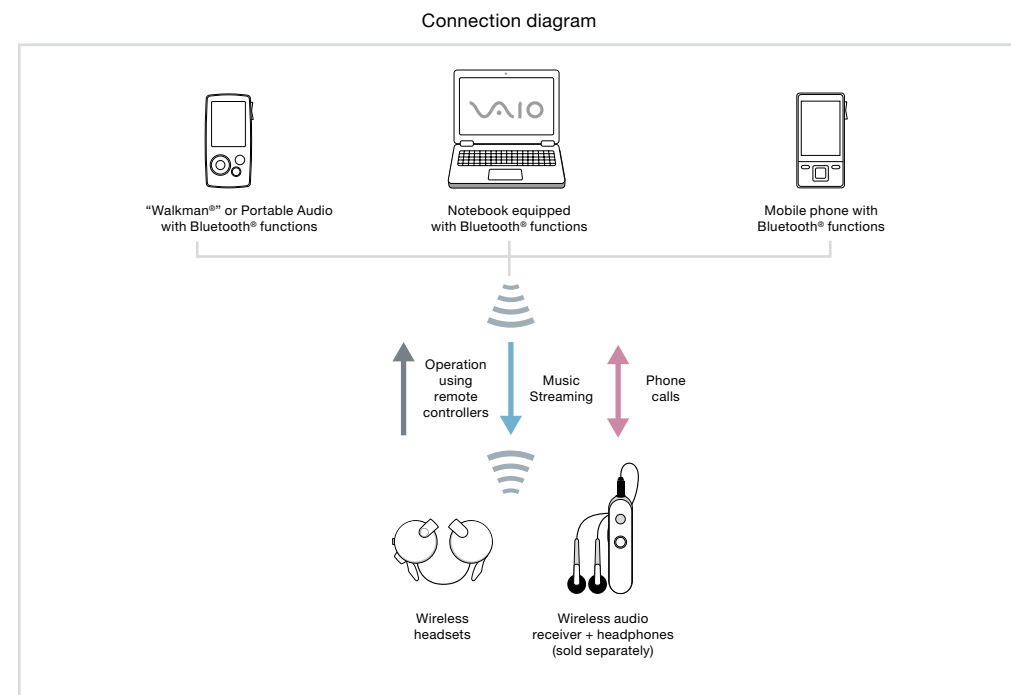 Connection diagram
VAIO
“Walkman®” or Portable Audio
with Bluetooth® functions
Notebook equipped
with Bluetooth® functions
Mobile phone with
Bluetooth® functions
Operation
using
remote
controllers
Music
Streaming
Phone
calls
Wireless
headsets
Wireless audio
receiver + headphones
(sold separately)